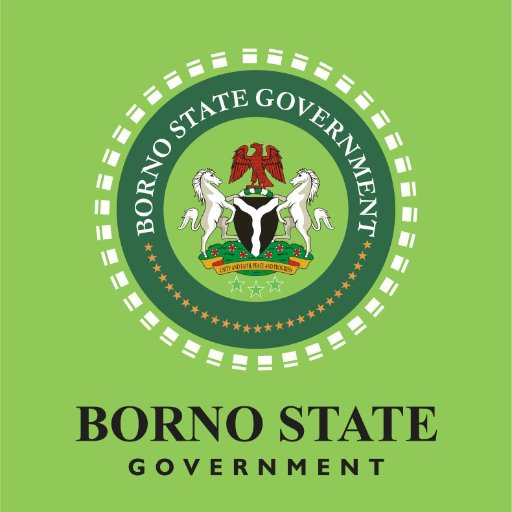 BORNO STATE GOVERNMENT
UNITY AND FAITH, PEACE AND PROGRESS
BORNO STATE
GOVERNMENT